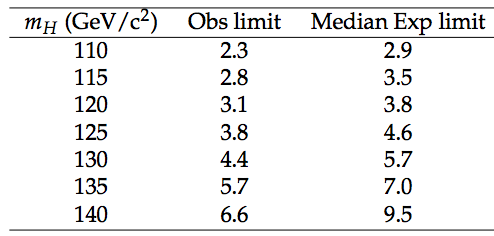 mH (GeV/c²) Obs limit Median Exp limit
110 2.3 2.9
115 2.8 3.5
120 3.1 3.8
125 3.8 4.6
130 4.4 5.7
135 5.7 7.0
140 6.6 9.5